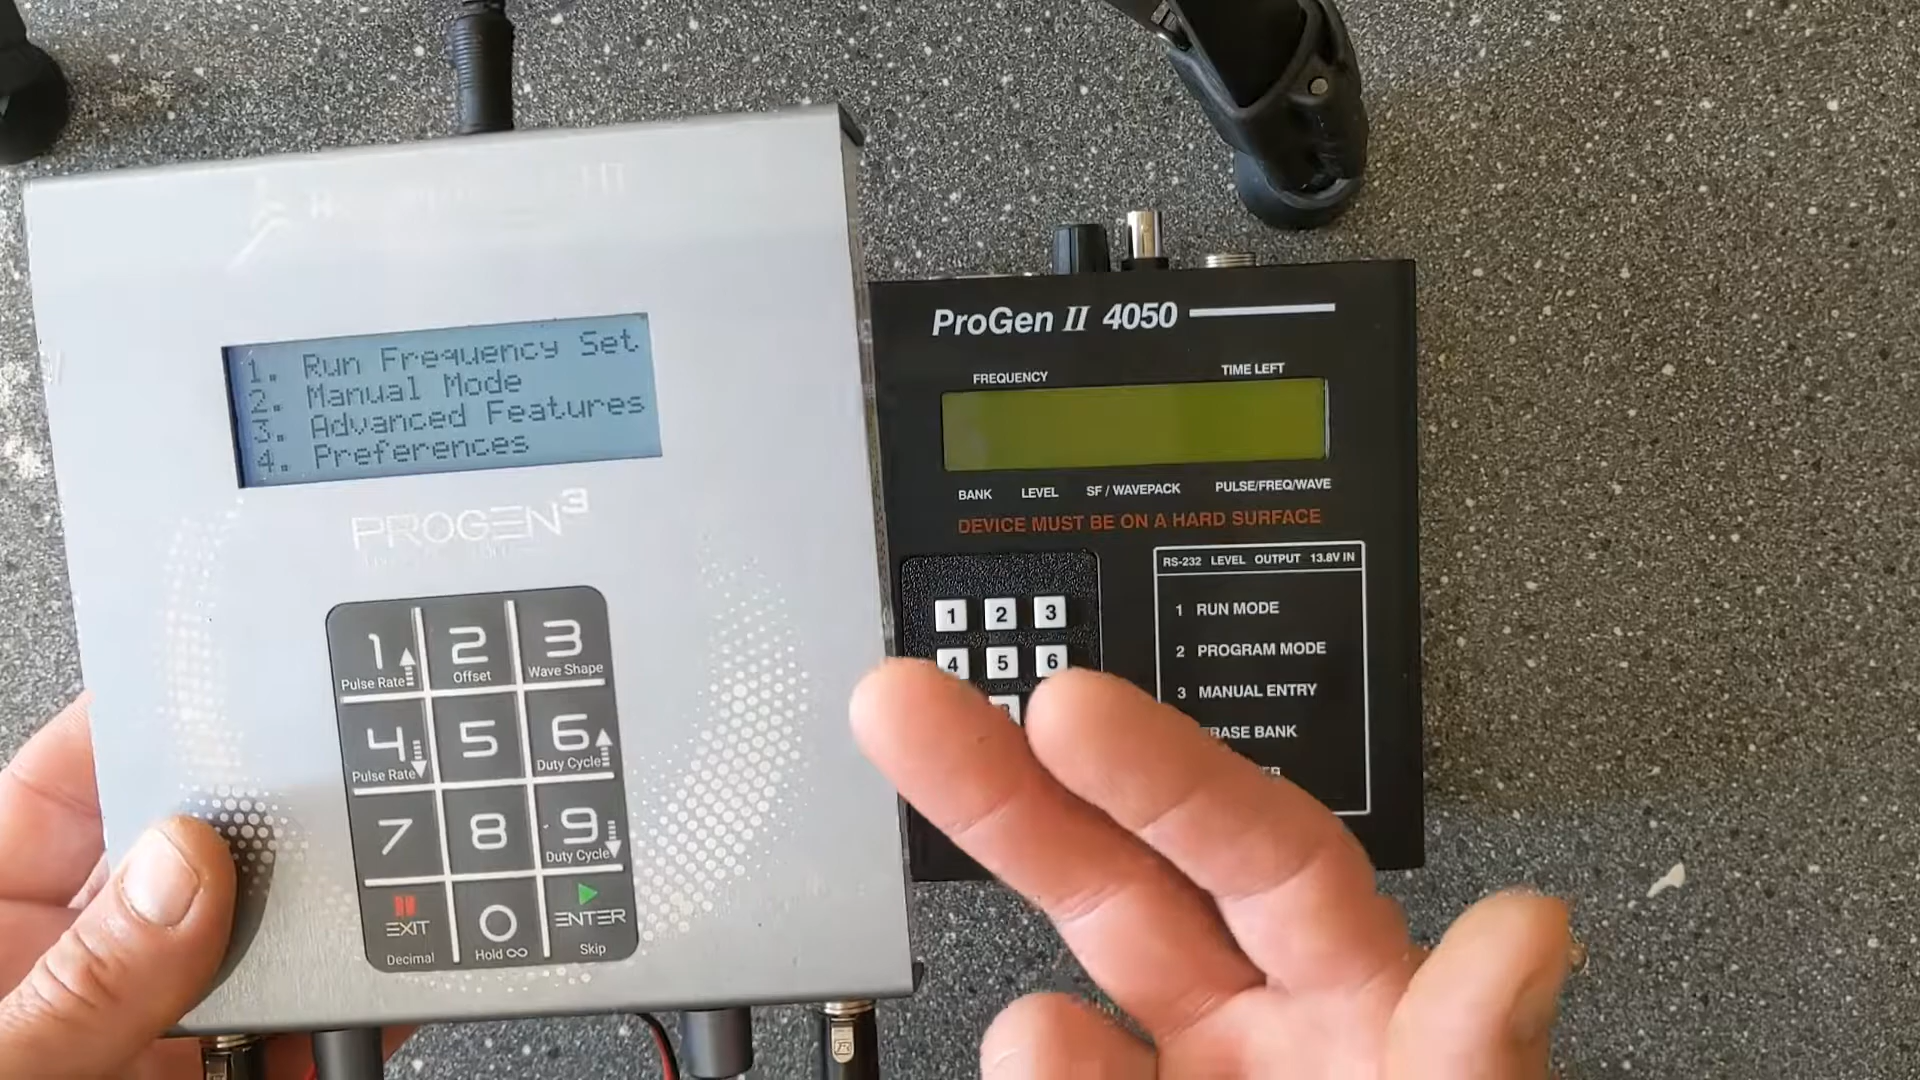 1. Run Frequency Set
2. Manual Mode
3. Advanced Features
4. Preferences
PROGEN³
1
Pulse Rate
2
Offset
3
Wave Shape
4
Pulse Rate
5
6
Duty Cycle
7
8
9
Duty Cycle
EXIT
Decimal
0
Hold ∞
ENTER
Skip
ProGen II 4050
FREQUENCY TIME LEFT
BANK LEVEL SF / WAVEPACK PULSE/FREQ/WAVE
DEVICE MUST BE ON A HARD SURFACE
1 2 3
4 5 6
RS-232 LEVEL OUTPUT 13.8V IN
1 RUN MODE
2 PROGRAM MODE
3 MANUAL ENTRY
BANK